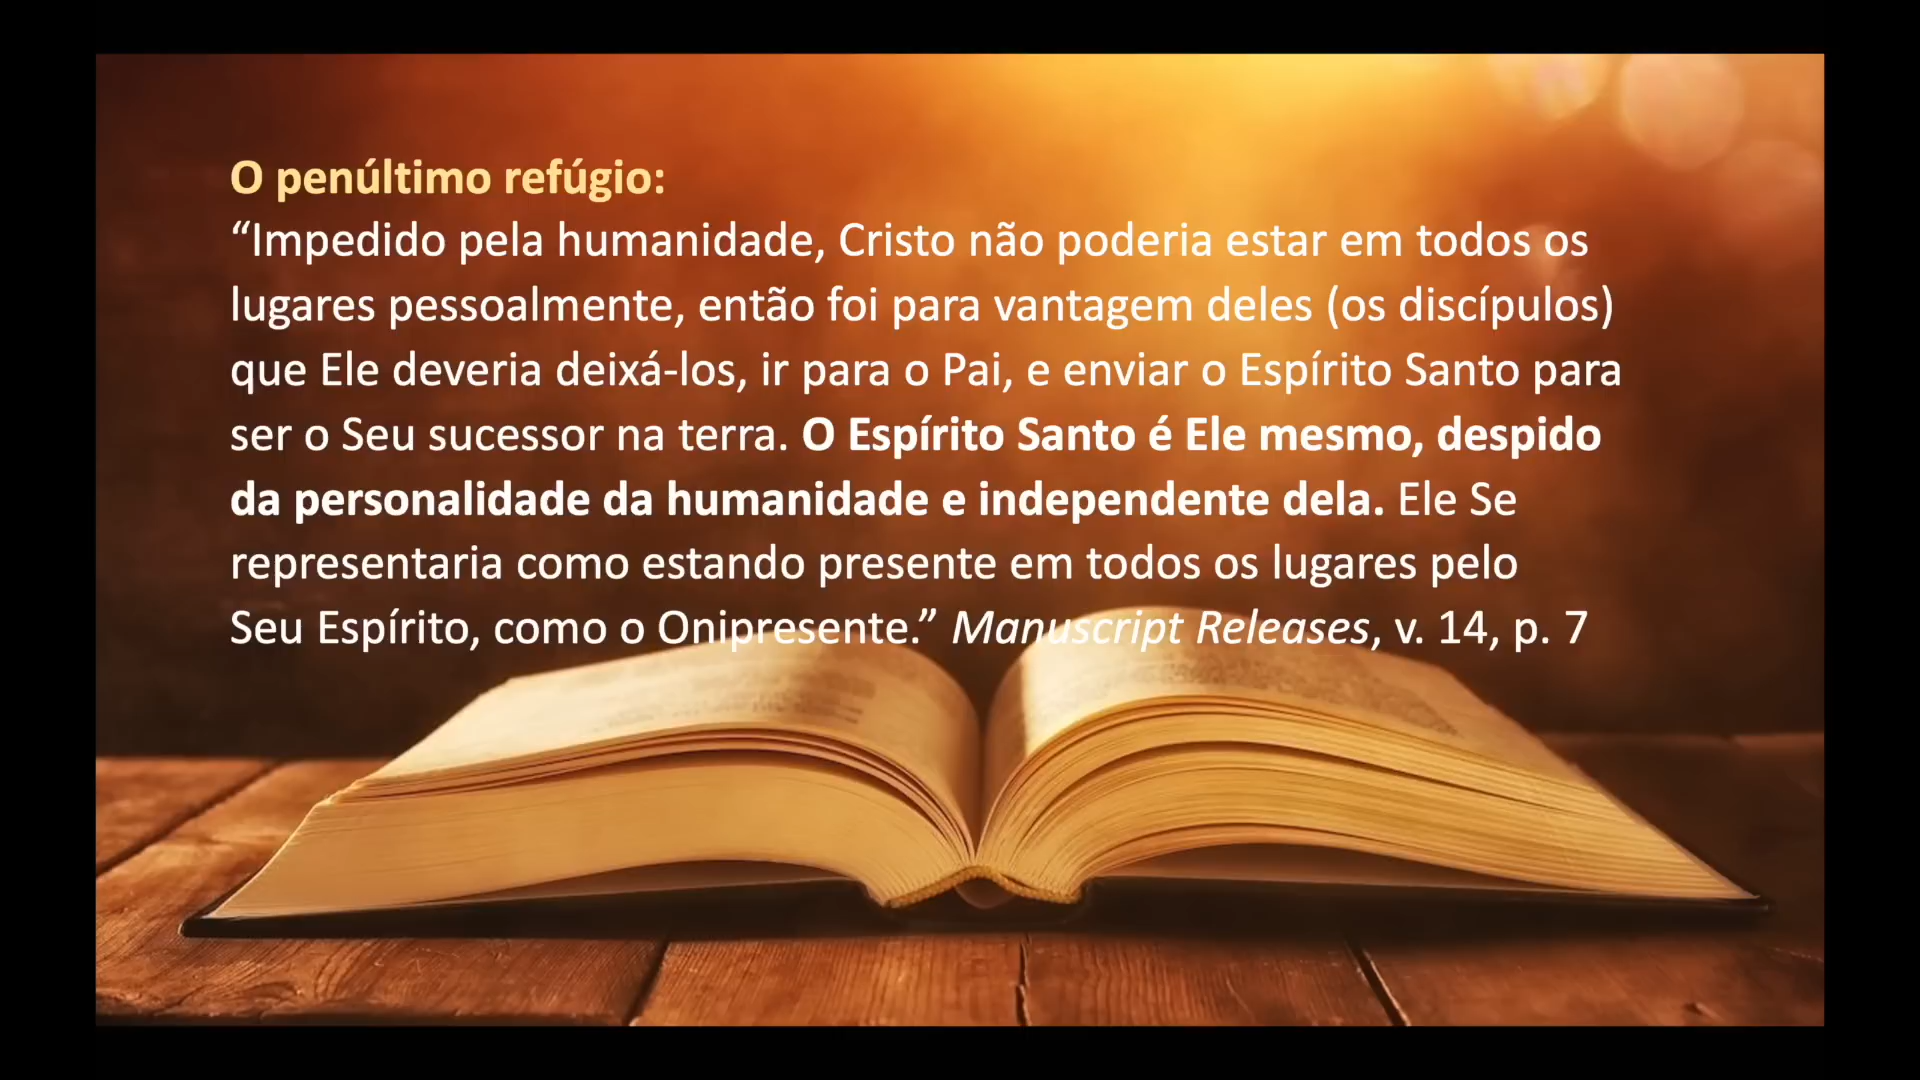 O penúltimo refúgio:
“Impedido pela humanidade, Cristo não poderia estar em todos os
lugares pessoalmente, então foi para vantagem deles (os discípulos)
que Ele deveria deixá-los, ir para o Pai, e enviar o Espírito Santo para
ser o Seu sucessor na terra. O Espírito Santo é Ele mesmo, despido
da personalidade da humanidade e independente dela. Ele Se
representaria como estando presente em todos os lugares pelo
Seu Espírito, como o Onipresente.” Manuscript Releases, v. 14, p. 7